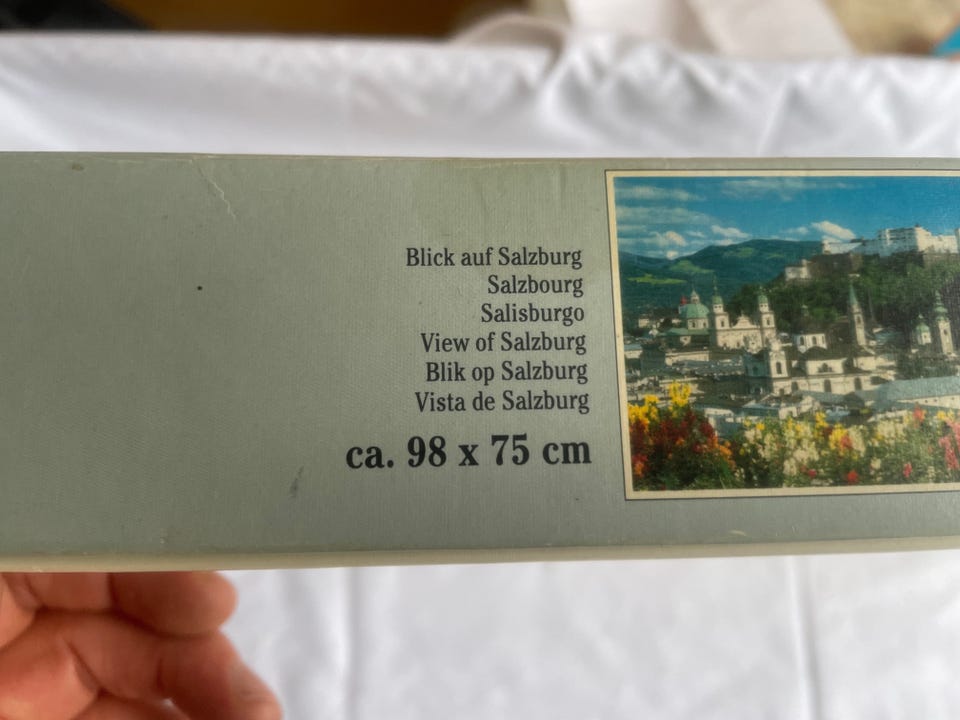 Blick auf Salzburg
Salzbourg
Salisburgo
View of Salzburg
Blik op Salzburg
Vista de Salzburg
ca. 98 x 75 cm